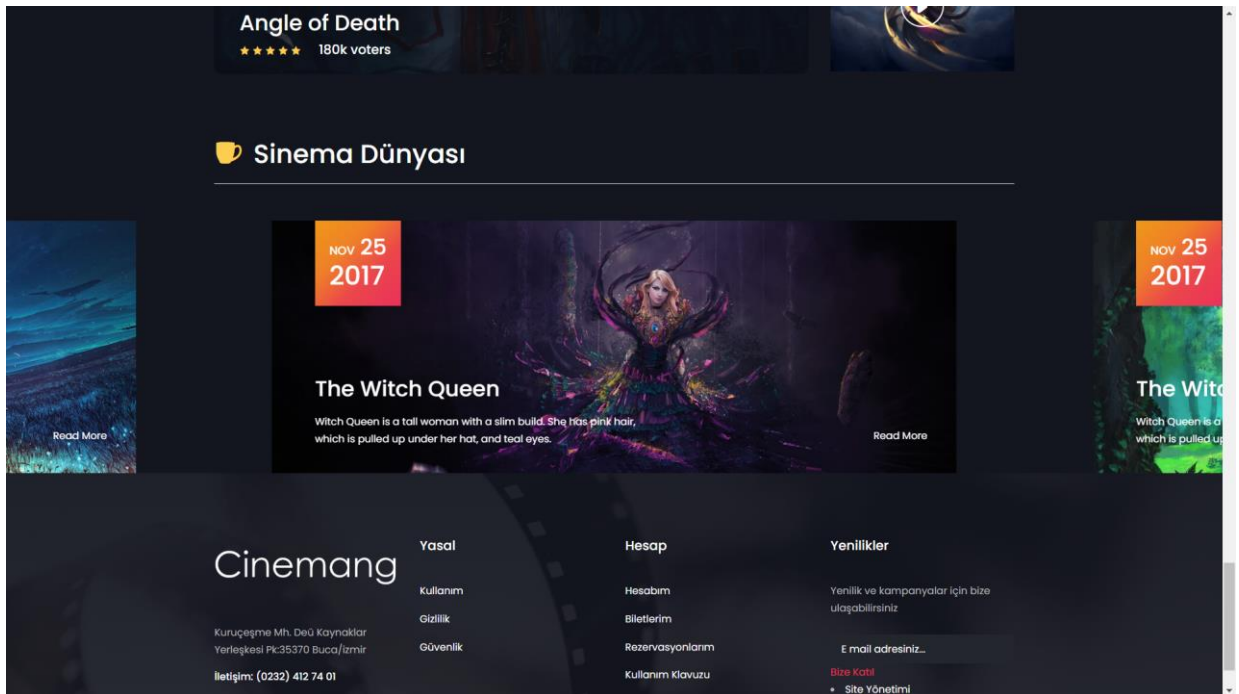 Angle of Death
180k voters
Sinema Dünyası
NOV 25
2017
The Witch Queen
Witch Queen is a tall woman with a slim build. She has pink hair,
which is pulled up under her hat, and teal eyes.
Read More
Read More
NOV 25
2017
The Witc
Witch Queen is a
which is pulled up
Cinemang
Kuruçeşme Mh. Deü Kaynaklar
Yerleşkesi Pk:35370 Buca/izmir
İletişim: (0232) 412 74 01
Yasal
Kullanım
Gizlilik
Güvenlik
Hesap
Hesabım
Biletlerim
Rezervasyonlarım
Kullanım Klavuzu
Yenilikler
Yenilik ve kampanyalar için bize
ulaşabilirsiniz
E mail adresiniz...
Bize Katıl
• Site Yönetimi